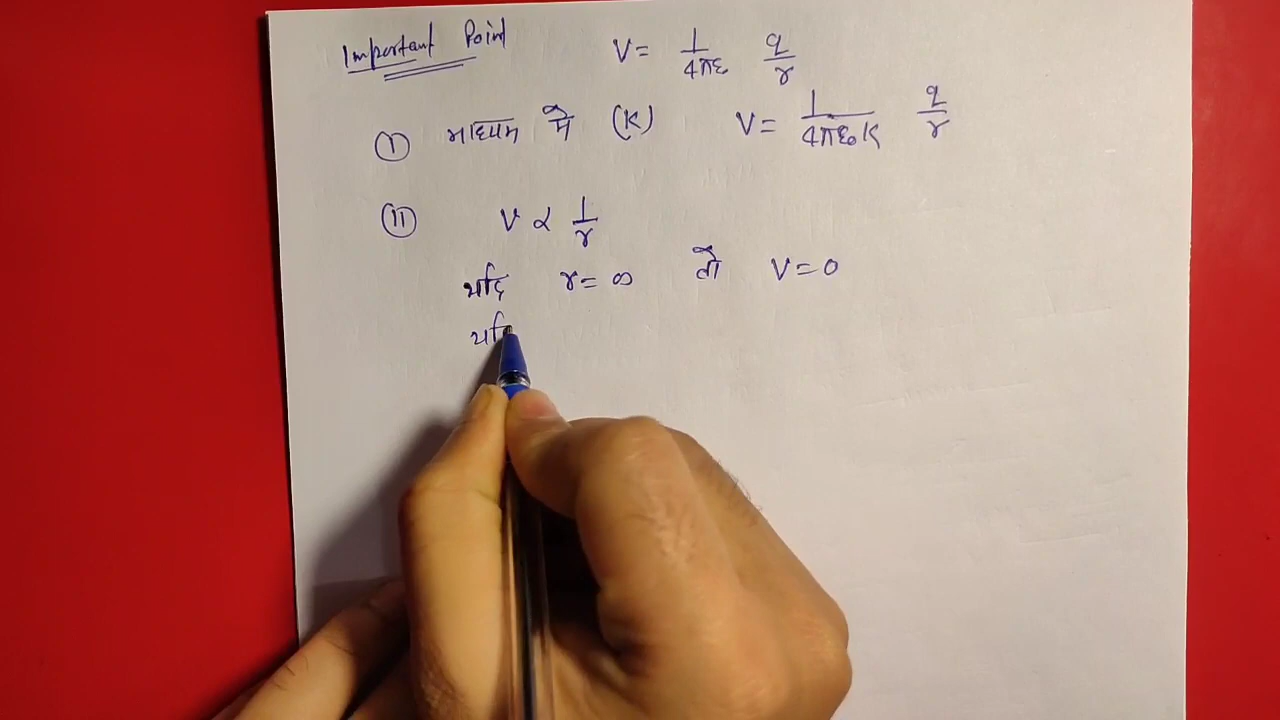 Important Point V = 1/4πε q/r
(I) माध्यम में (K) V = 1/4πε₀K q/r
(II) V ∝ 1/r
यदि r = ∞ तो V = 0
यदि